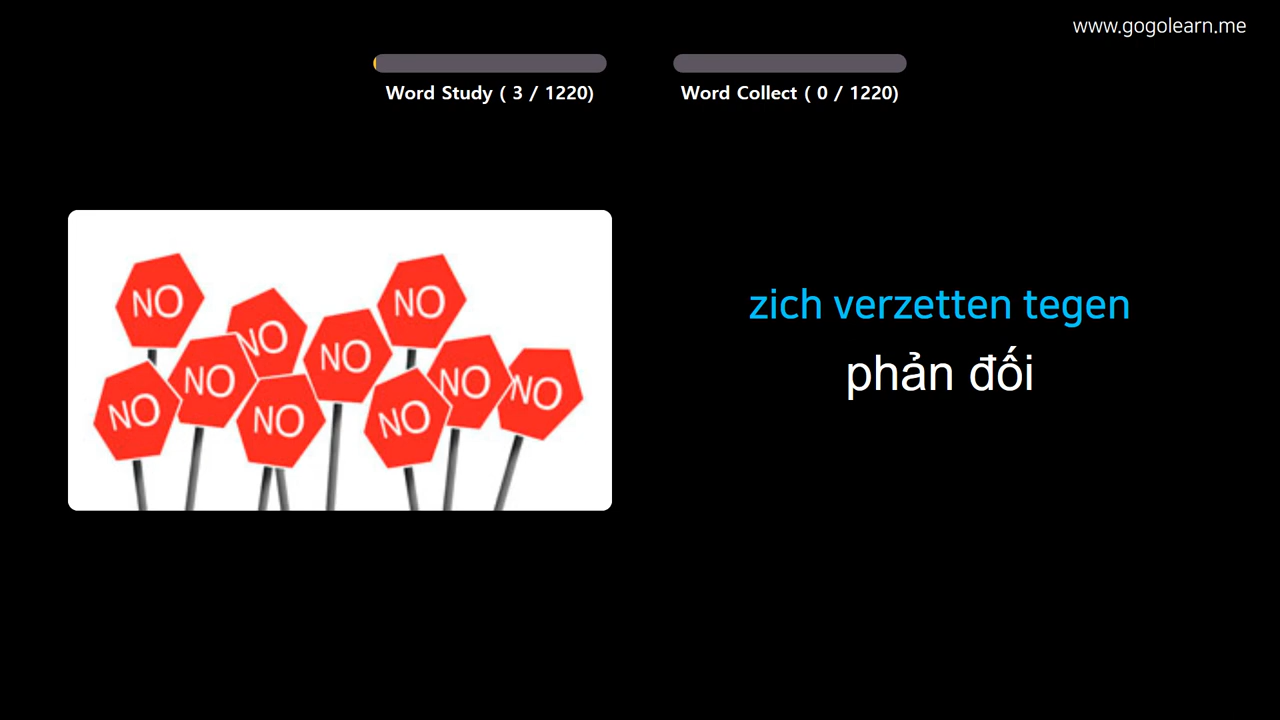 www.gogolearn.me
Word Study ( 3 / 1220)
Word Collect ( 0 / 1220)
NO
NO
NO
NO
NO
NO
NO
NO
NO
NO
zich verzetten tegen
phản đối